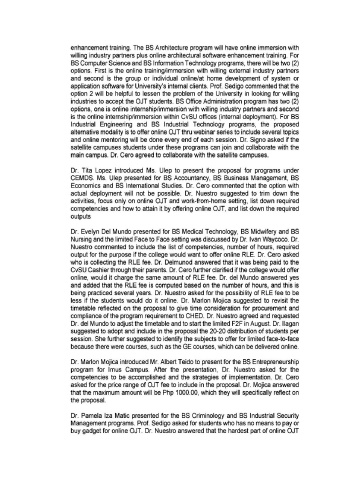 enhancement training. The BS Architecture program will have online immersion with
willing industry partners plus online architectural software enhancement training. For
BS Computer Science and BS Information Technology programs, there will be two (2)
options. First is the online training/immersion with willing external industry partners
and second is the group or individual online/at home development of system or
application software for University's internal clients. Prof. Sedigo commented that the
option 2 will be helpful to lessen the problem of the University in looking for willing
industries to accept the OJT students. BS Office Administration program has two (2)
options, one is online internship/immersion with willing industry partners and second
is the online internship/immersion within CvSU offices (internal deployment). For BS
Industrial Engineering and BS Industrial Technology programs, the proposed
alternative modality is to offer online OJT thru webinar series to include several topics
and online mentoring will be done every end of each session. Dr. Signo asked if the
satellite campuses students under these programs can join and collaborate with the
main campus. Dr. Cero agreed to collaborate with the satellite campuses.
Dr. Tita Lopez introduced Ms. Ulep to present the proposal for programs under
CEMDS. Ms. Ulep presented for BS Accountancy, BS Business Management, BS
Economics and BS International Studies. Dr. Cero commented that the option with
actual deployment will not be possible. Dr. Nuestro suggested to trim down the
activities, focus only on online OJT and work-from-home setting, list down required
competencies and how to attain it by offering online OJT, and list down the required
outputs
Dr. Evelyn Del Mundo presented for BS Medical Technology, BS Midwifery and BS
Nursing and the limited Face to Face setting was discussed by Dr. Ivan Waycoco. Dr.
Nuestro commented to include the list of competencies, number of hours, required
output for the purpose if the college would want to offer online RLE. Dr. Cero asked
who is collecting the RLE fee. Dr. Delmunod answered that it was being paid to the
CvSU Cashier through their parents. Dr. Cero further clarified if the college would offer
online, would it charge the same amount of RLE fee. Dr. del Mundo answered yes
and added that the RLE fee is computed based on the number of hours, and this is
being practiced several years. Dr. Nuestro asked for the possibility of RLE fee to be
less if the students would do it online. Dr. Marlon Mojica suggested to revisit the
timetable reflected on the proposal to give time consideration for procurement and
compliance of the program requirement to CHED. Dr. Nuestro agreed and requested
Dr. del Mundo to adjust the timetable and to start the limited F2F in August. Dr. Ilagan
suggested to adopt and include in the proposal the 20-20 distribution of students per
session. She further suggested to identify the subjects to offer for limited face-to-face
because there were courses, such as the GE courses, which can be delivered online.
Dr. Marlon Mojica introduced Mr. Albert Teido to present for the BS Entrepreneurship
program for Imus Campus. After the presentation, Dr. Nuestro asked for the
competencies to be accomplished and the strategies of implementation. Dr. Cero
asked for the price range of OJT fee to include in the proposal. Dr. Mojica answered
that the maximum amount will be Php 1000.00, which they will specifically reflect on
the proposal.
Dr. Pamela Iza Matic presented for the BS Criminology and BS Industrial Security
Management programs. Prof. Sedigo asked for students who has no means to pay or
buy gadget for online OJT. Dr. Nuestro answered that the hardest part of online OJT